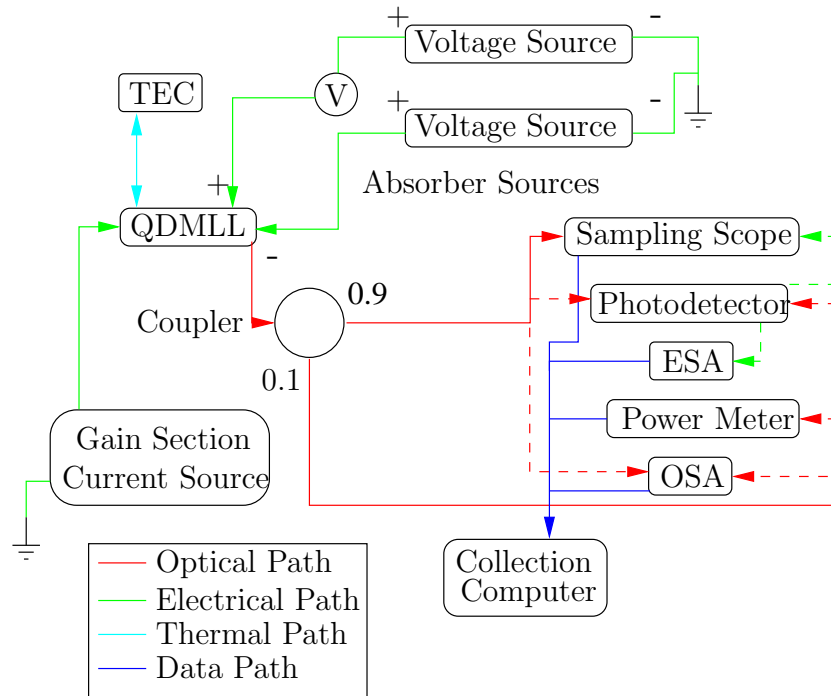 +
-
Voltage Source
TEC
V
+
-
Voltage Source
+
Absorber Sources
QDMLL
-
Sampling Scope
0.9
Photodetector
Coupler
0.1
ESA
Power Meter
Gain Section
Current Source
OSA
Collection
Computer
Optical Path
Electrical Path
Thermal Path
Data Path